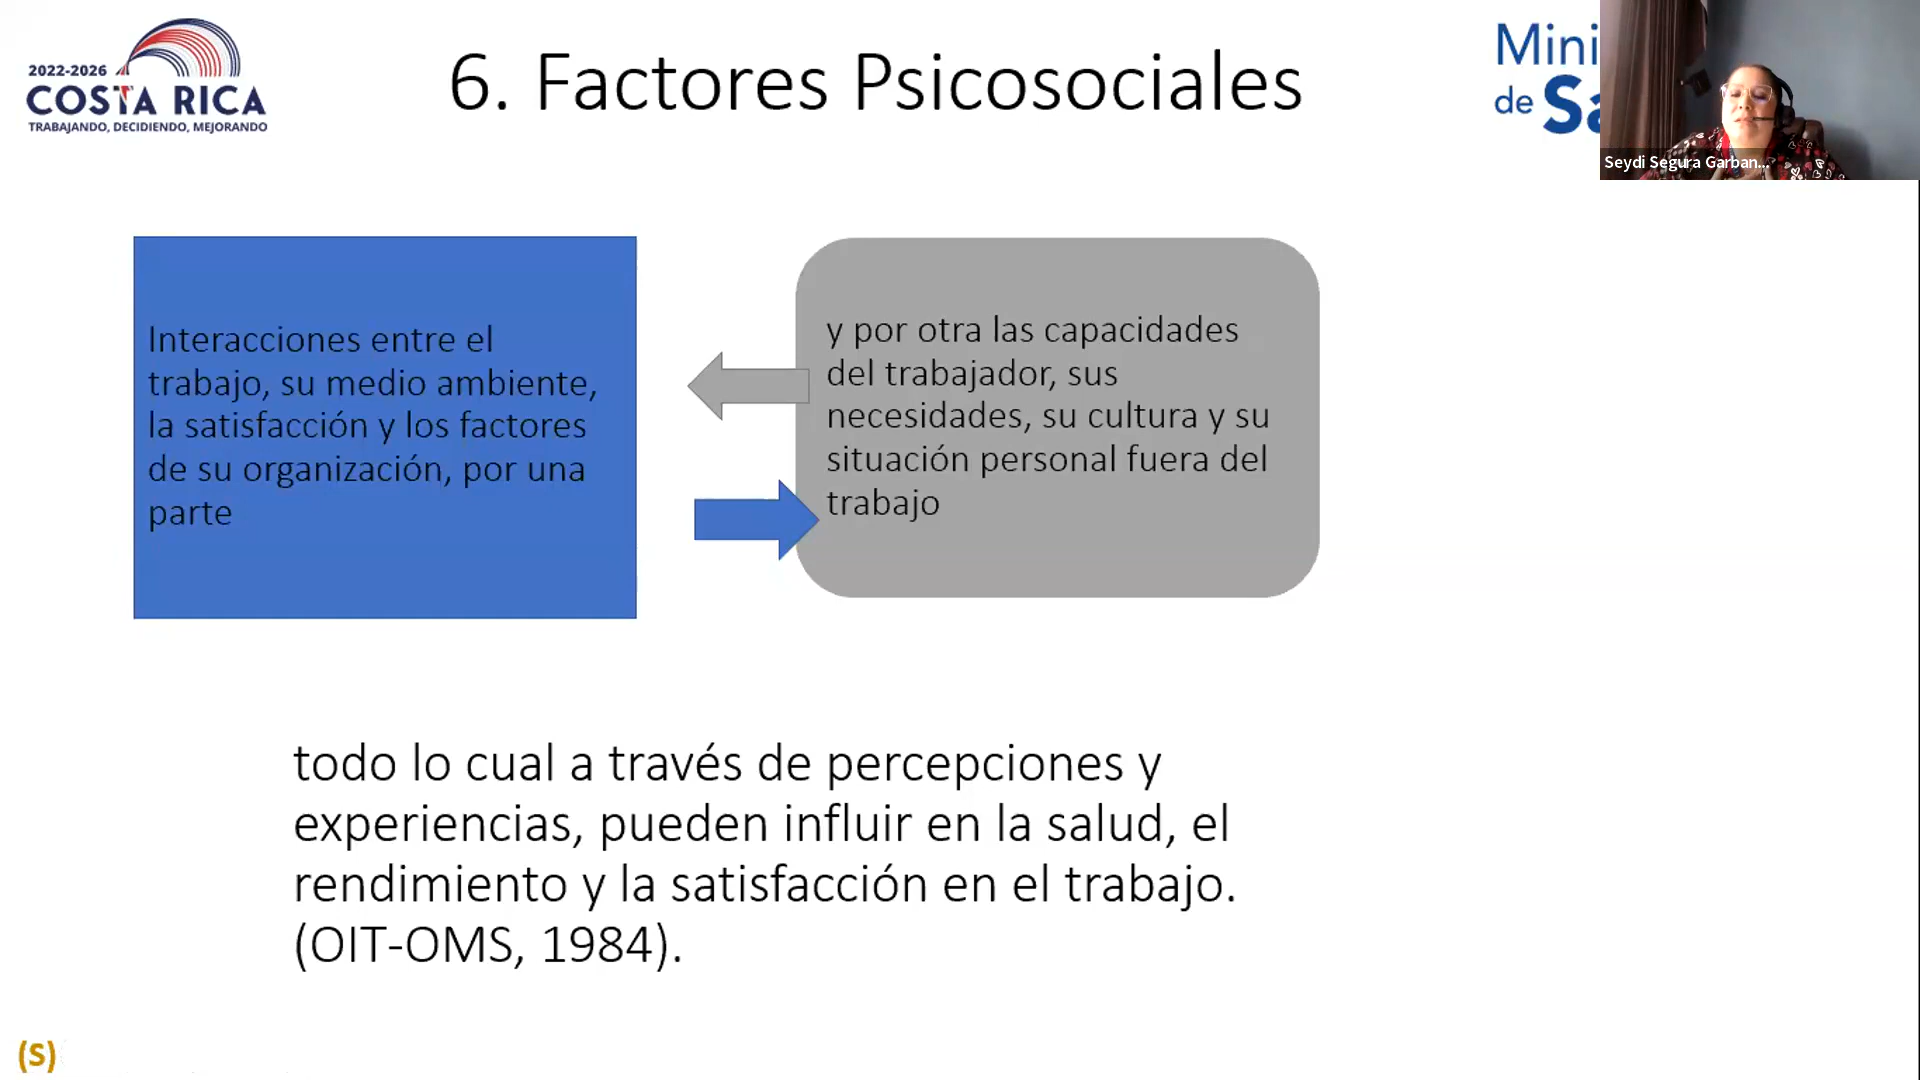 2022-2026
COSTA RICA
TRABAJANDO, DECIDIENDO, MEJORANDO
6. Factores Psicosociales
Mini
de Sa
Seydi Segura Garban...
Interacciones entre el
trabajo, su medio ambiente,
la satisfacción y los factores
de su organización, por una
parte
y por otra las capacidades
del trabajador, sus
necesidades, su cultura y su
situación personal fuera del
trabajo
todo lo cual a través de percepciones y
experiencias, pueden influir en la salud, el
rendimiento y la satisfacción en el trabajo.
(OIT-OMS, 1984).
(S)